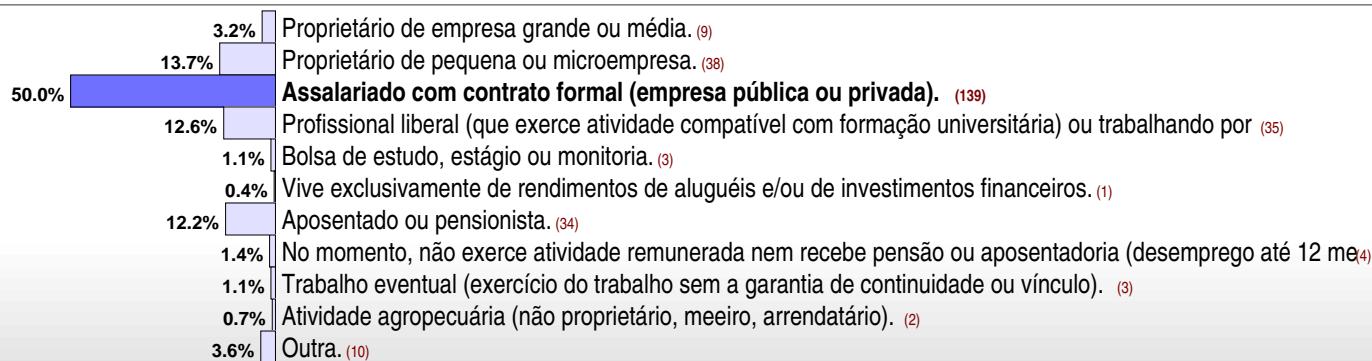 3.2% Proprietário de empresa grande ou média. (9)
13.7% Proprietário de pequena ou microempresa. (38)
50.0% Assalariado com contrato formal (empresa pública ou privada). (139)
12.6% Profissional liberal (que exerce atividade compatível com formação universitária) ou trabalhando por (35)
1.1% Bolsa de estudo, estágio ou monitoria. (3)
0.4% Vive exclusivamente de rendimentos de aluguéis e/ou de investimentos financeiros. (1)
12.2% Aposentado ou pensionista. (34)
1.4% No momento, não exerce atividade remunerada nem recebe pensão ou aposentadoria (desemprego até 12 me(4)
1.1% Trabalho eventual (exercício do trabalho sem a garantia de continuidade ou vínculo). (3)
0.7% Atividade agropecuária (não proprietário, meeiro, arrendatário). (2)
3.6% Outra. (10)